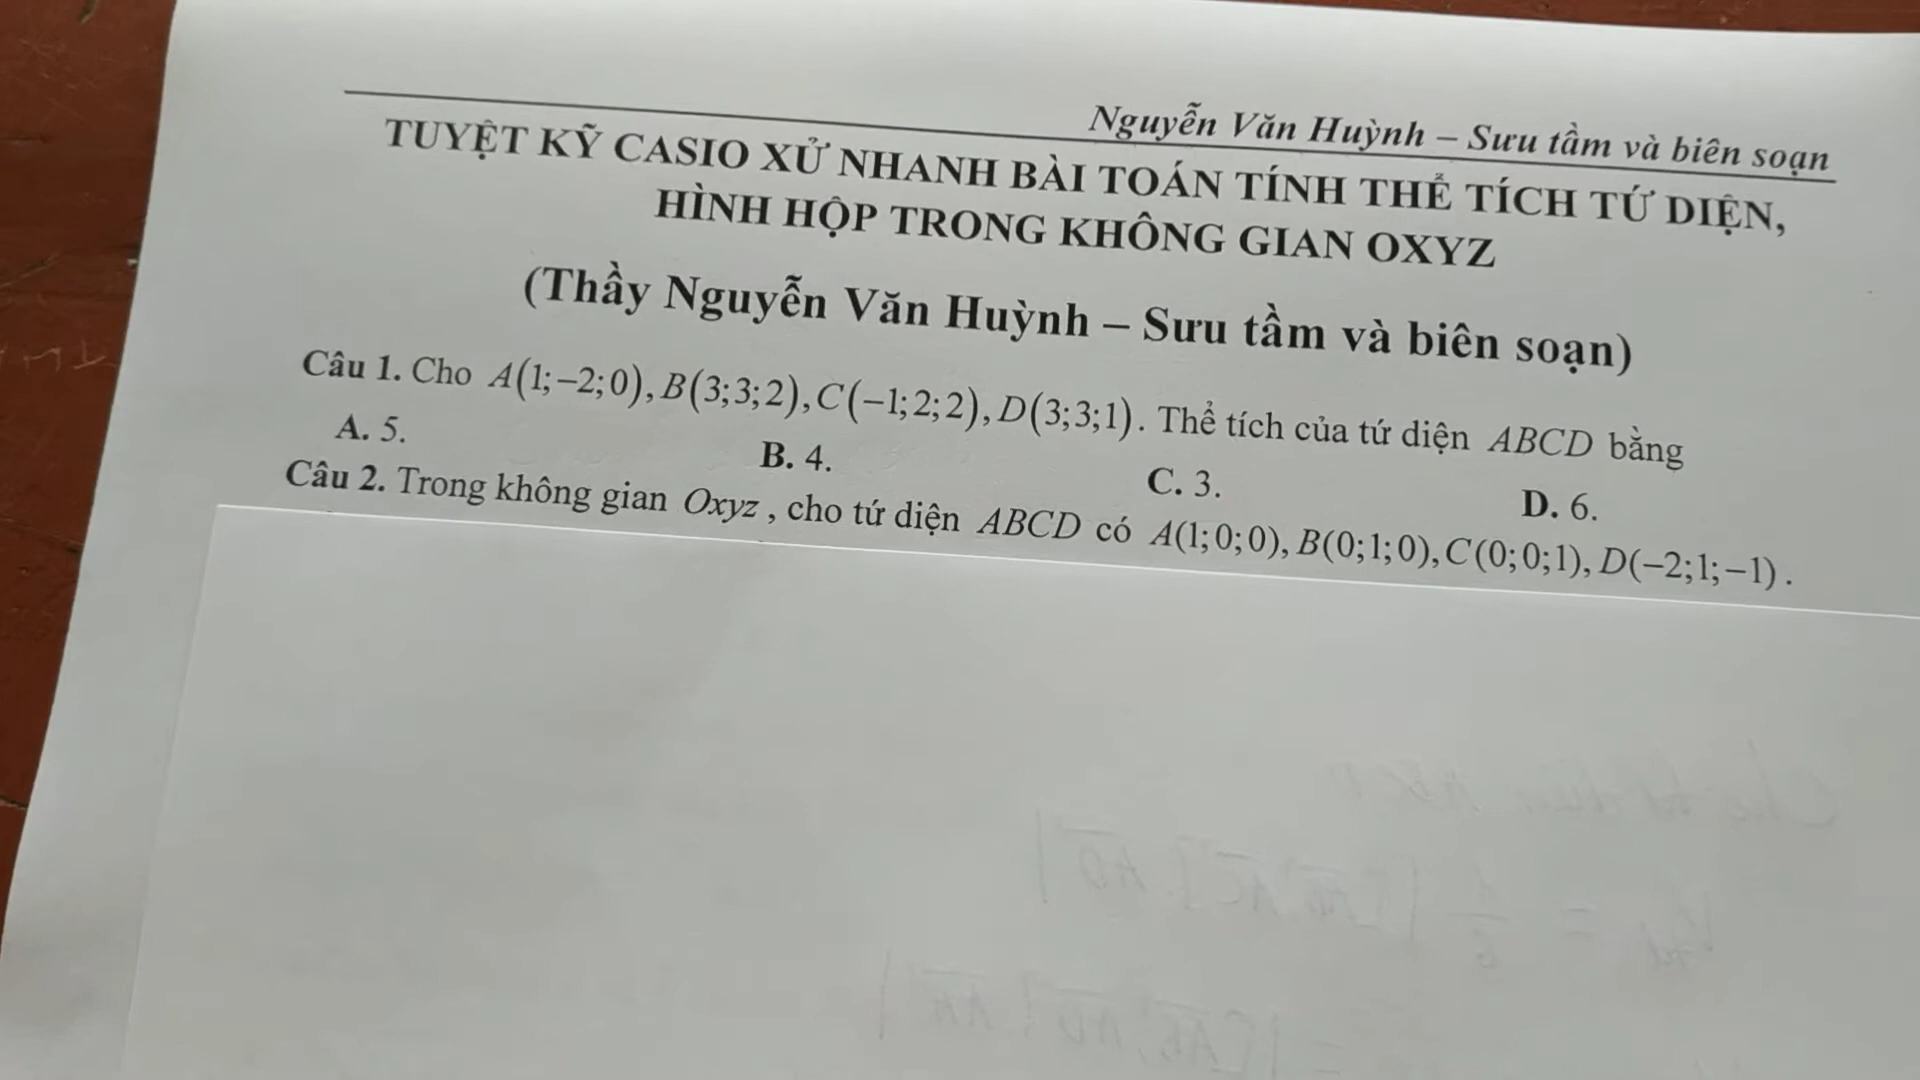 Nguyễn Văn Huỳnh – Sưu tầm và biên soạn
TUYỆT KỸ CASIO XỬ NHANH BÀI TOÁN TÍNH THỂ TÍCH TỨ DIỆN,
HÌNH HỘP TRONG KHÔNG GIAN OXYZ
(Thầy Nguyễn Văn Huỳnh – Sưu tầm và biên soạn)
Câu 1. Cho A(1;–2;0), B(3;3;2), C(–1;2;2), D(3;3;1). Thể tích của tứ diện ABCD bằng
A. 5. B. 4. C. 3. D. 6.
Câu 2. Trong không gian Oxyz , cho tứ diện ABCD có A(1;0;0), B(0;1;0), C(0;0;1), D(–2;1;–1) .